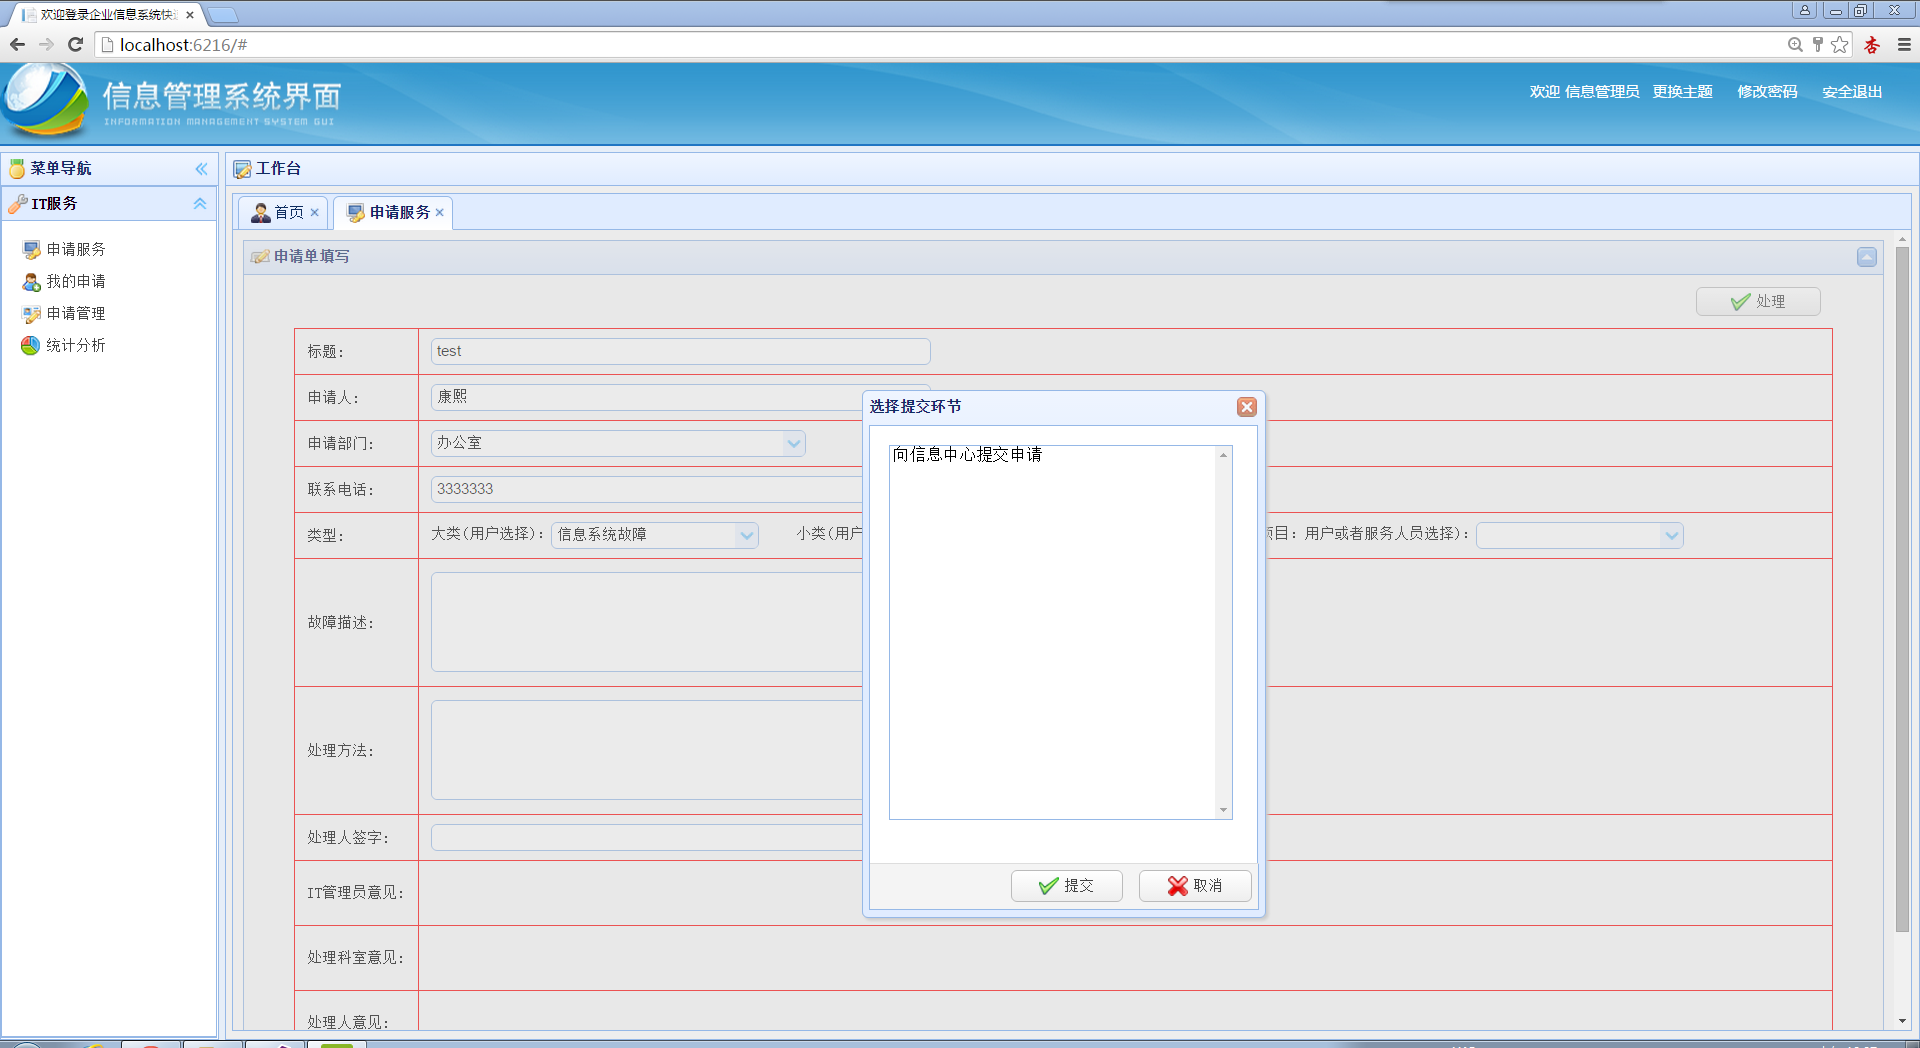 欢迎登录企业信息系统快
localhost:6216/#
信息管理系统界面
INFORMATION MANAGEMENT SYSTEM GUI
欢迎 信息管理员 更换主题 修改密码 安全退出
菜单导航
工作台
IT服务
首页 申请服务
申请服务
我的申请
申请管理
统计分析
申请单填写
处理
标题： test
申请人： 康熙
申请部门： 办公室
联系电话： 3333333
类型： 大类(用户选择)： 信息系统故障 小类(用户 项目：用户或者服务人员选择)：
故障描述：
处理方法：
处理人签字：
IT管理员意见：
处理科室意见：
处理人意见：
选择提交环节
向信息中心提交申请
提交 取消